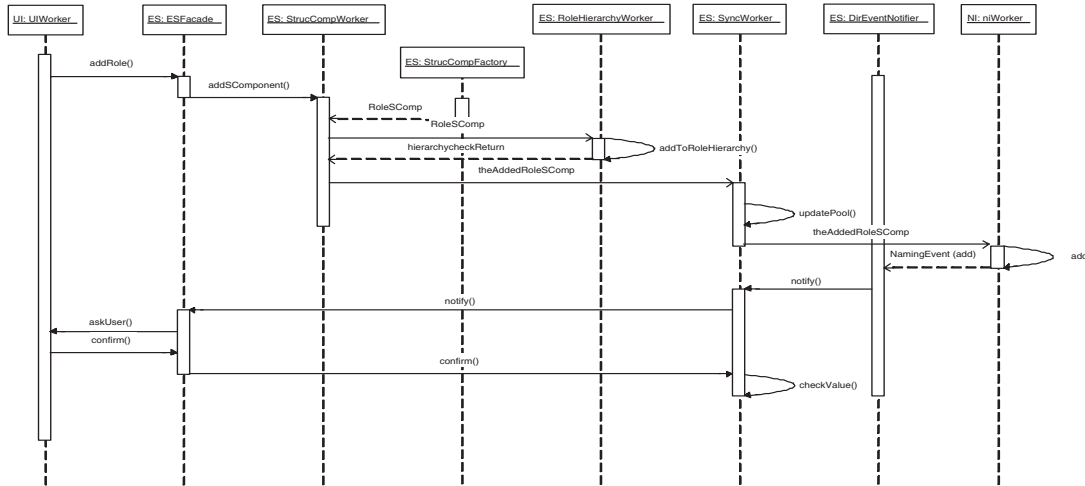 UI: UIWorker
ES: ESFacade
ES: StrucCompWorker
ES: RoleHierarchyWorker
ES: SyncWorker
ES: DirEventNotifier
NI: niWorker
ES: StrucCompFactory
addRole()
addSComponent()
RoleSComp
RoleSComp
hierarchycheckReturn
addToRoleHierarchy()
theAddedRoleSComp
updatePool()
theAddedRoleSComp
NamingEvent (add)
add
notify()
notify()
askUser()
confirm()
confirm()
checkValue()